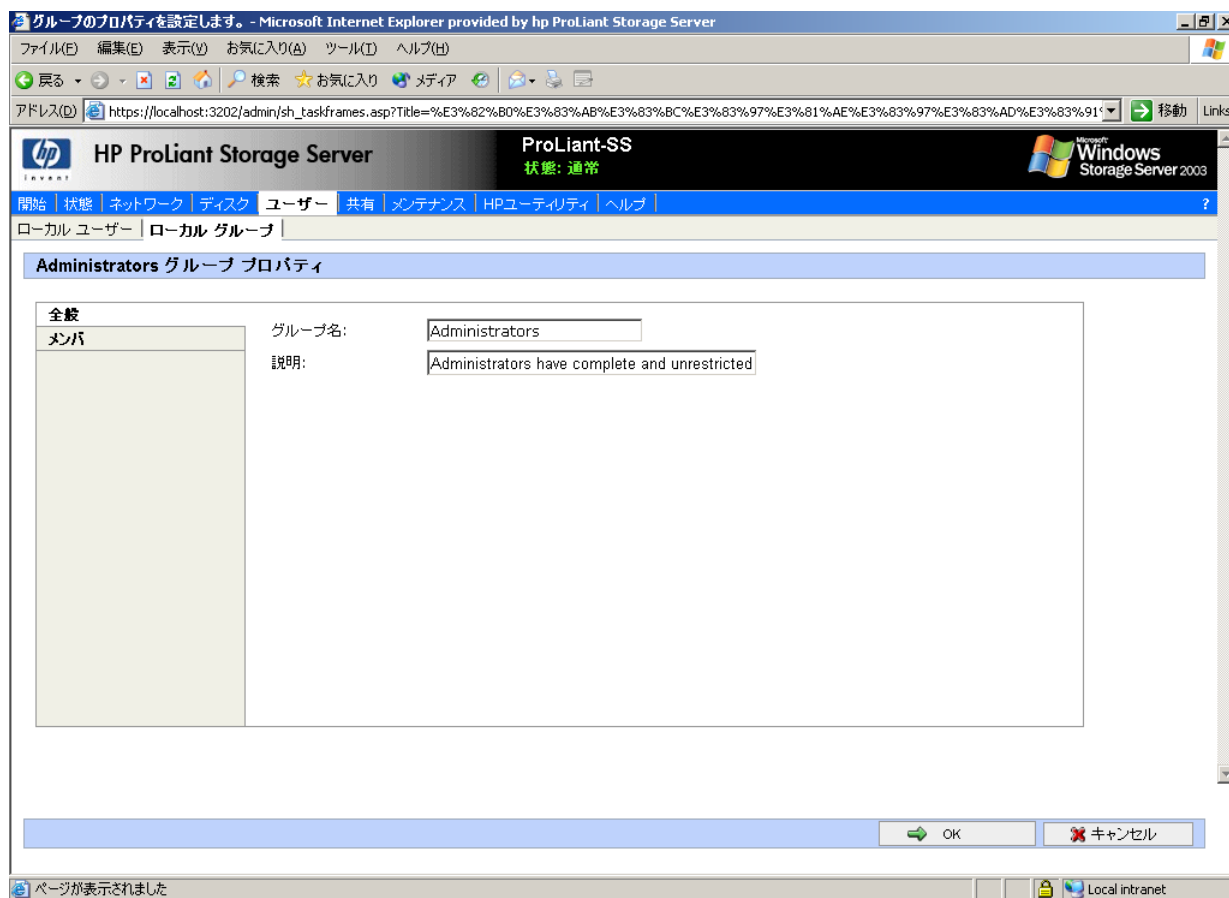 グループのプロパティを設定します。 - Microsoft Internet Explorer provided by hp ProLiant Storage Server
ファイル(F) 編集(E) 表示(V) お気に入り(A) ツール(T) ヘルプ(H)
戻る 検索 お気に入り メディア
アドレス(D) https://localhost:3202/admin/sh_taskframes.asp?Title=%E3%82%B0%E3%83%AB%E3%83%BC%E3%83%97%E3%81%AE%E3%83%97%E3%83%AD%E3%83%91 移動 Links
hp invent HP ProLiant Storage Server ProLiant-SS Microsoft Windows Storage Server 2003
状態: 通常
開始 状態 ネットワーク ディスク ユーザー 共有 メンテナンス HPユーティリティ ヘルプ ?
ローカル ユーザー ローカル グループ
Administrators グループ プロパティ
全般
メンバ
グループ名: Administrators
説明: Administrators have complete and unrestricted
OK キャンセル
ページが表示されました Local intranet